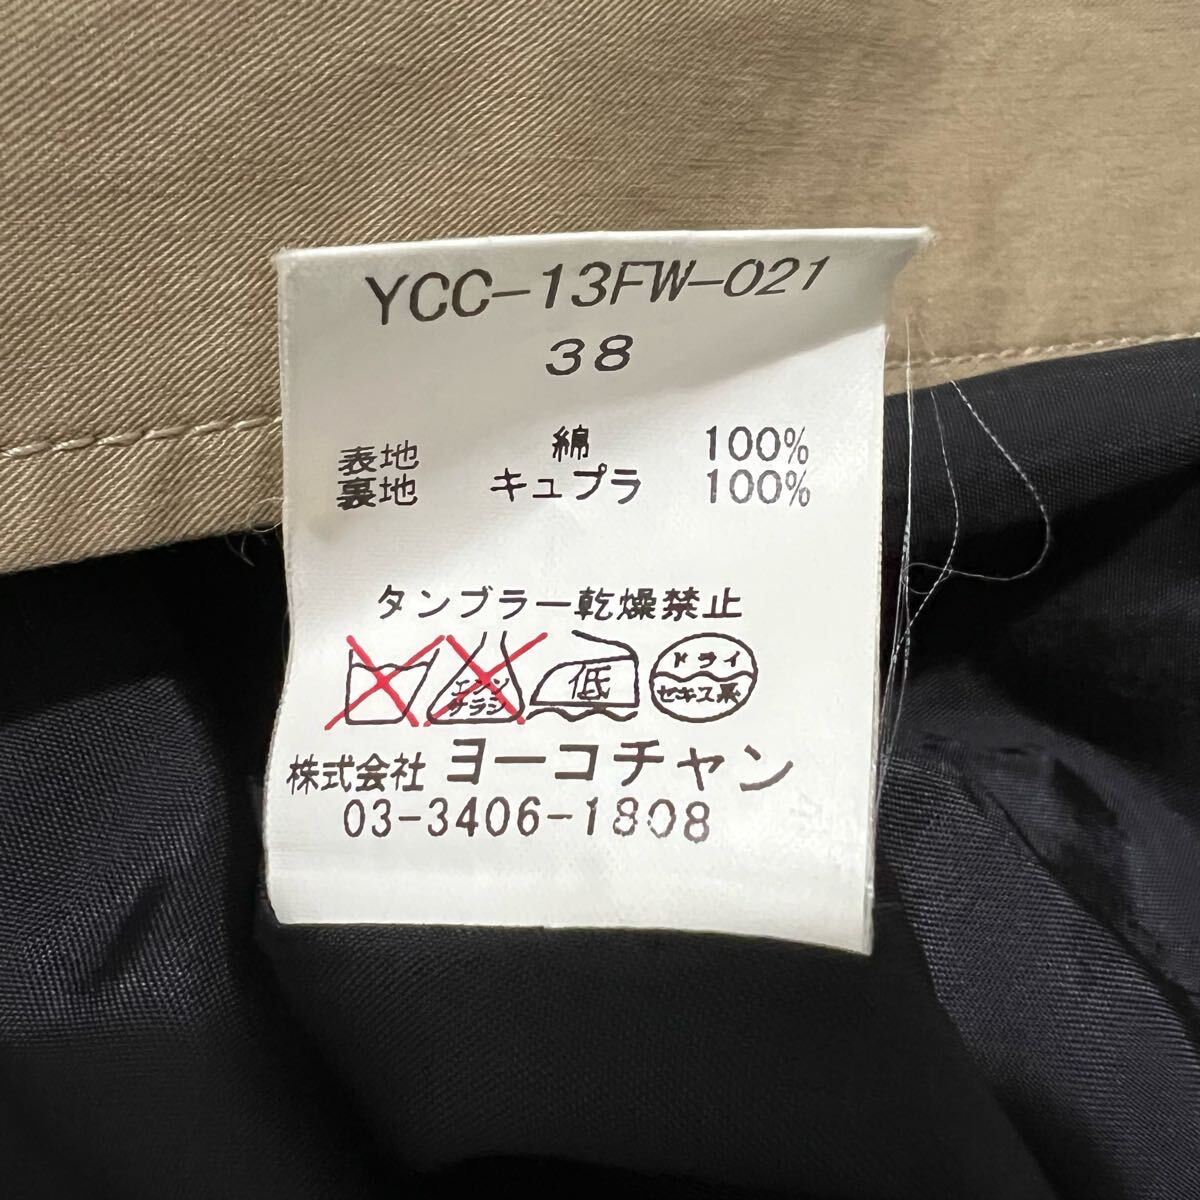 YCC-13FW-021
38
表地 綿 100%
裏地 キュプラ 100%
タンブラー乾燥禁止
エンソ サラシ 低 ドライ セキユ系
株式会社 ヨーコチャン
03-3406-1808